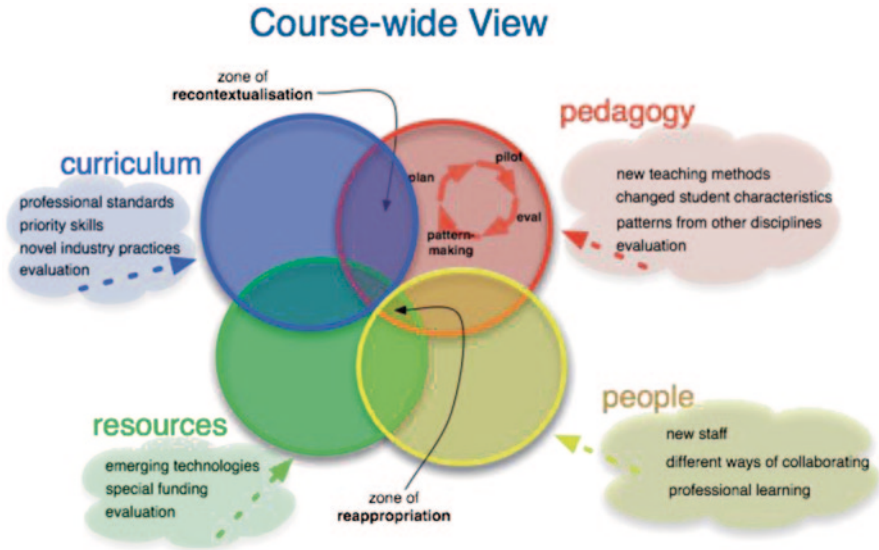 Course-wide View
zone of
recontextualisation
pedagogy
curriculum
new teaching methods
changed student characteristics
patterns from other disciplines
evaluation
professional standards
priority skills
novel industry practices
evaluation
plan
pilot
eval
pattern-
making
resources
emerging technologies
special funding
evaluation
people
new staff
different ways of collaborating
professional learning
zone of
reappropriation